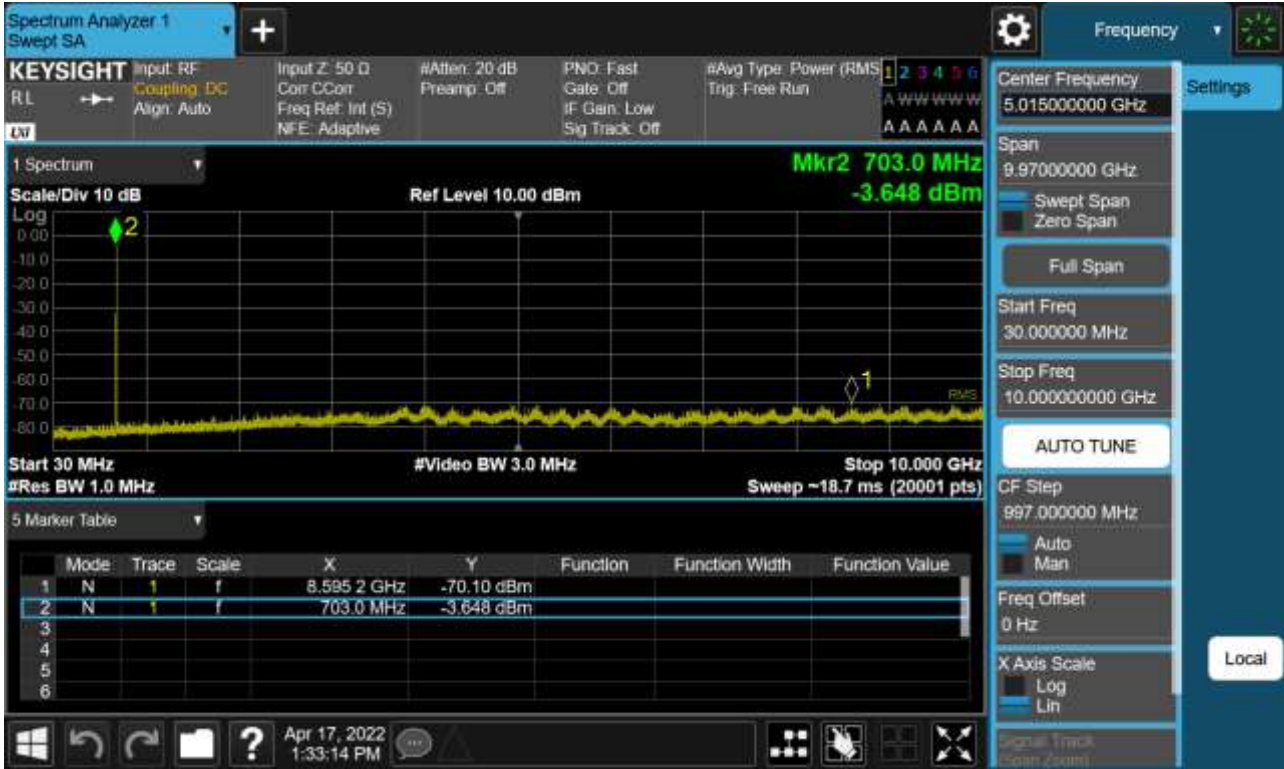 Spectrum Analyzer 1
Swept SA
+
Frequency
KEYSIGHT
RL
LXI
Input: RF
Coupling: DC
Align: Auto
Input Z: 50 Ω
Corr CCorr
Freq Ref: Int (S)
NFE: Adaptive
#Atten: 20 dB
Preamp: Off
PNO: Fast
Gate: Off
IF Gain: Low
Sig Track: Off
#Avg Type: Power (RMS
Trig: Free Run
1 2 3 4 5 6
A W W W W W
A A A A A A
1 Spectrum
Scale/Div 10 dB
Ref Level 10.00 dBm
Mkr2 703.0 MHz
-3.648 dBm
Log
0.00
-10.0
-20.0
-30.0
-40.0
-50.0
-60.0
-70.0
-80.0
2
1
RMS
Start 30 MHz
#Video BW 3.0 MHz
Stop 10.000 GHz
#Res BW 1.0 MHz
Sweep ~18.7 ms (20001 pts)
5 Marker Table
Mode Trace Scale X Y Function Function Width Function Value
1 N 1 f 8.595 2 GHz -70.10 dBm
2 N 1 f 703.0 MHz -3.648 dBm
3
4
5
6
?
Apr 17, 2022
1:33:14 PM
Center Frequency
5.015000000 GHz
Span
9.97000000 GHz
Swept Span
Zero Span
Full Span
Start Freq
30.000000 MHz
Stop Freq
10.000000000 GHz
AUTO TUNE
CF Step
997.000000 MHz
Auto
Man
Freq Offset
0 Hz
X Axis Scale
Log
Lin
Signal Track
(Span Zoom)
Settings
Local